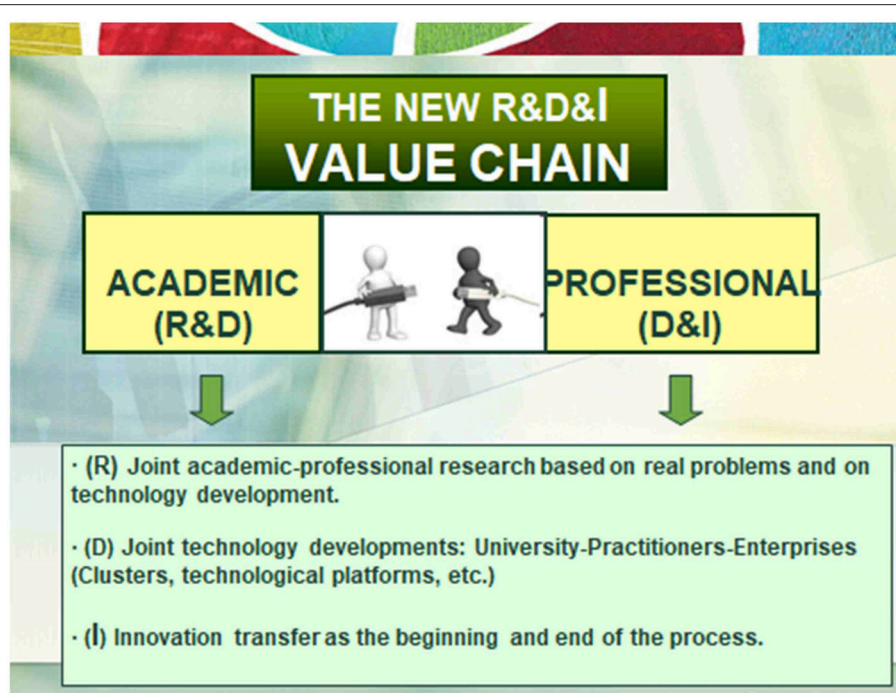 THE NEW R&D&I
VALUE CHAIN
ACADEMIC
(R&D)
PROFESSIONAL
(D&I)
· (R) Joint academic-professional research based on real problems and on
technology development.
· (D) Joint technology developments: University-Practitioners-Enterprises
(Clusters, technological platforms, etc.)
· (I) Innovation transfer as the beginning and end of the process.